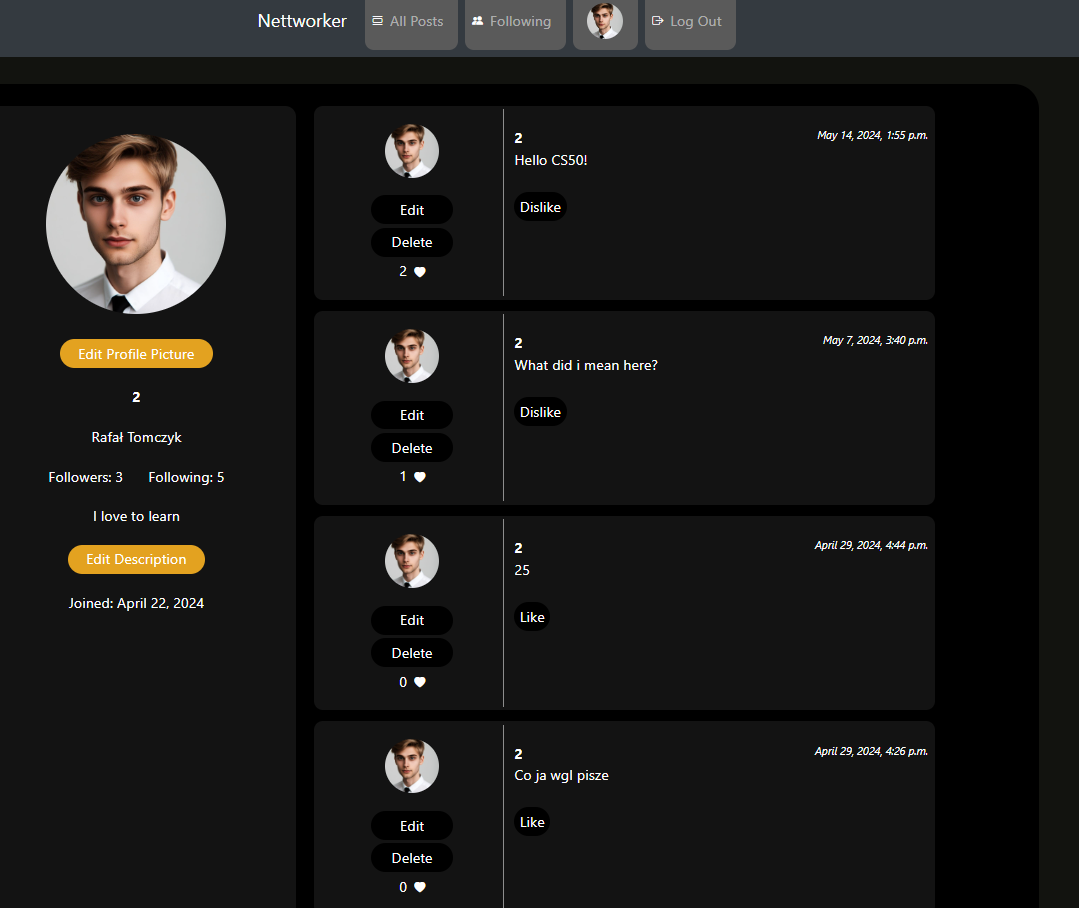 Nettworker All Posts Following Log Out
Edit Profile Picture
2
Rafał Tomczyk
Followers: 3 Following: 5
I love to learn
Edit Description
Joined: April 22, 2024
2
May 14, 2024, 1:55 p.m.
Hello CS50!
Dislike
Edit
Delete
2
2
May 7, 2024, 3:40 p.m.
What did i mean here?
Dislike
Edit
Delete
1
2
April 29, 2024, 4:44 p.m.
25
Like
Edit
Delete
0
2
April 29, 2024, 4:26 p.m.
Co ja wgl pisze
Like
Edit
Delete
0